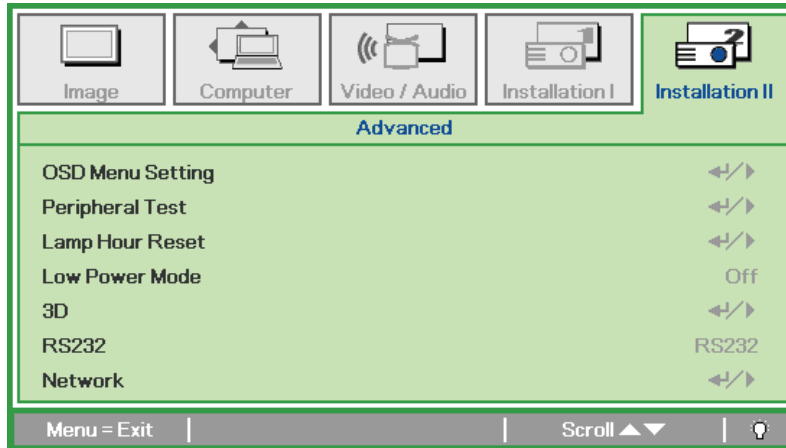 Image Computer Video / Audio Installation I Installation II
Advanced
OSD Menu Setting
Peripheral Test
Lamp Hour Reset
Low Power Mode Off
3D
RS232 RS232
Network
Menu = Exit Scroll